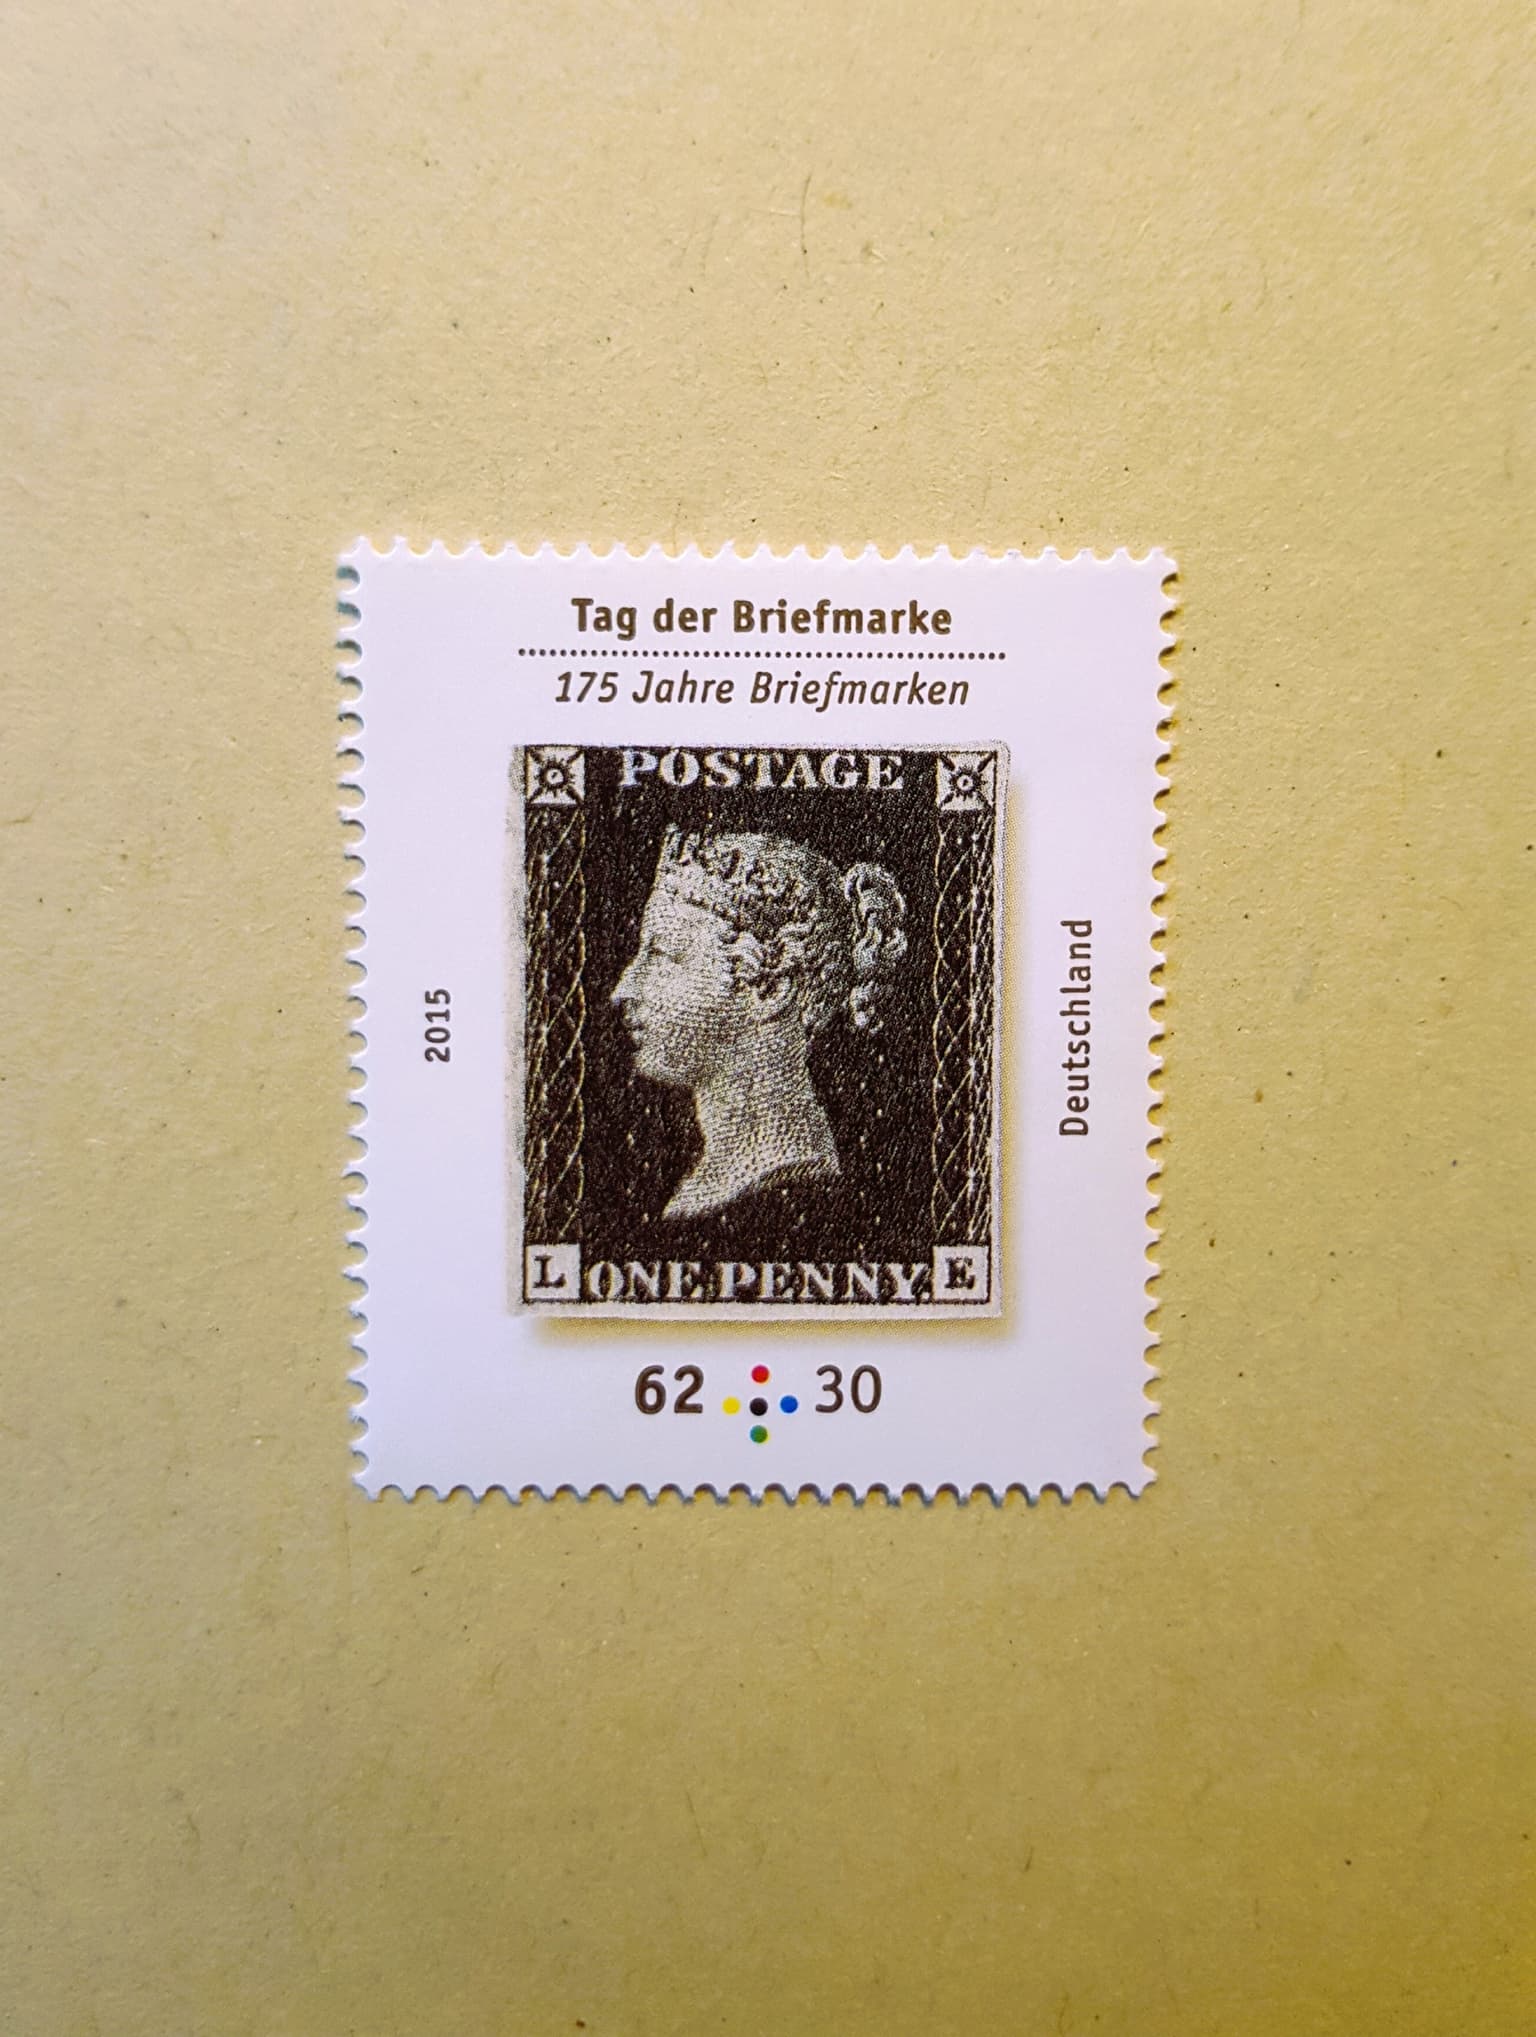 Tag der Briefmarke
175 Jahre Briefmarken
POSTAGE
2015
Deutschland
L ONE PENNY. E
62 30